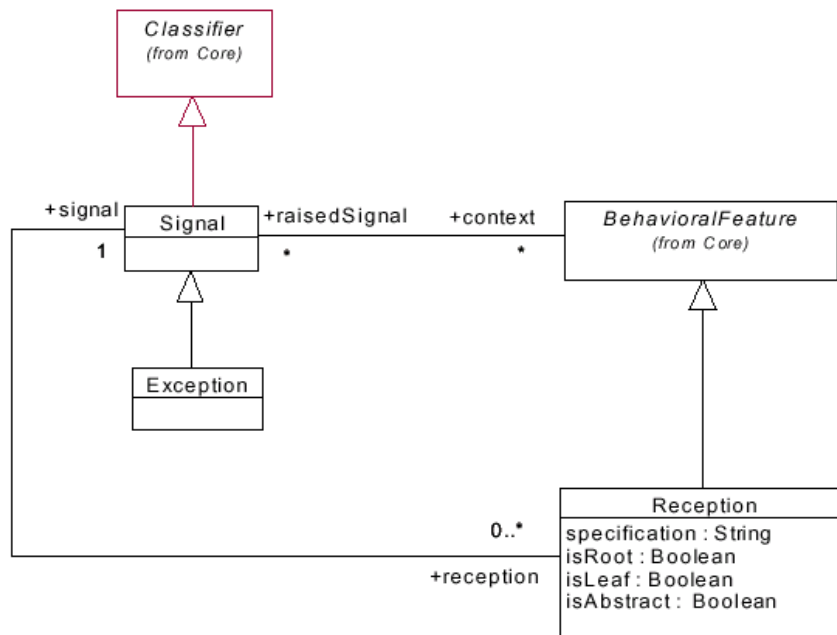 Classifier
(from Core)
+signal
Signal
+raisedSignal
+context
BehavioralFeature
(from Core)
1
*
*
Exception
Reception
0..*
specification : String
isRoot : Boolean
+reception
isLeaf : Boolean
isAbstract : Boolean